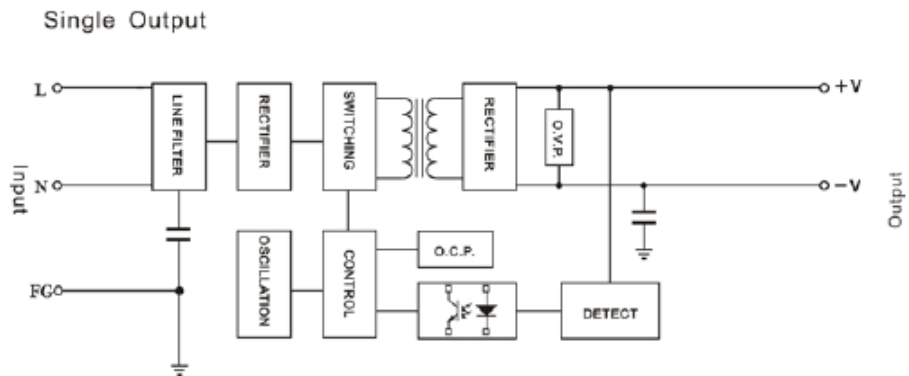 Single Output
L
LINE FILTER
RECTIFIER
SWITCHING
RECTIFIER
O.V.P.
+V
Input
N
-V
Output
FG
OSCILLATION
CONTROL
O.C.P.
DETECT